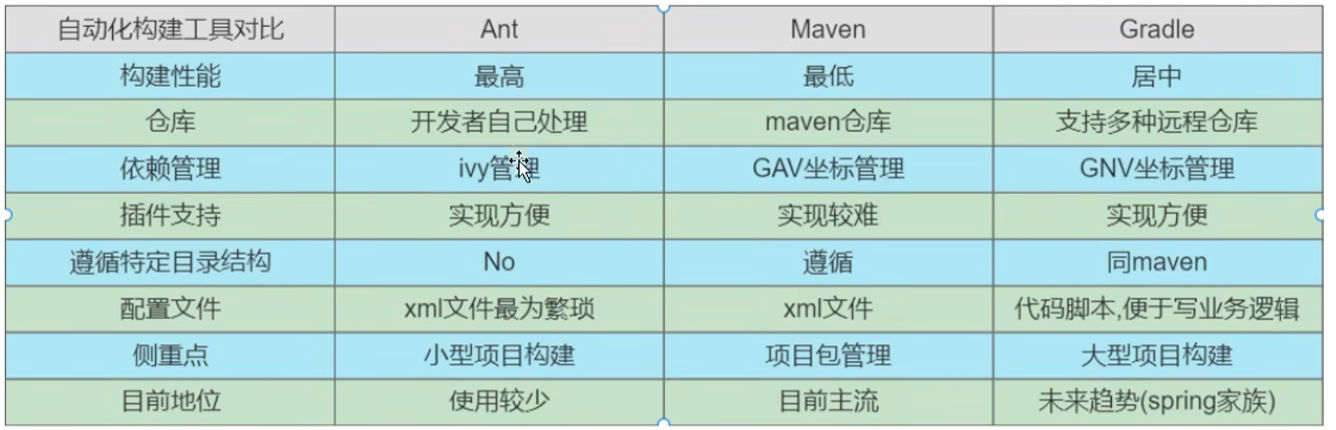 自动化构建工具对比 Ant Maven Gradle
构建性能 最高 最低 居中
仓库 开发者自己处理 maven仓库 支持多种远程仓库
依赖管理 ivy管理 GAV坐标管理 GNV坐标管理
插件支持 实现方便 实现较难 实现方便
遵循特定目录结构 No 遵循 同maven
配置文件 xml文件最为繁琐 xml文件 代码脚本,便于写业务逻辑
侧重点 小型项目构建 项目包管理 大型项目构建
目前地位 使用较少 目前主流 未来趋势(spring家族)